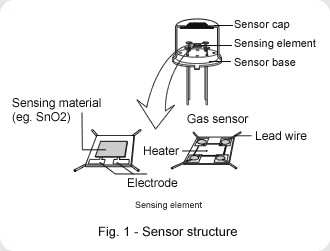 Sensor cap
Sensing element
Sensor base
Sensing material
(eg. SnO2)
Gas sensor
Lead wire
Heater
Electrode
Sensing element
Fig. 1 - Sensor structure